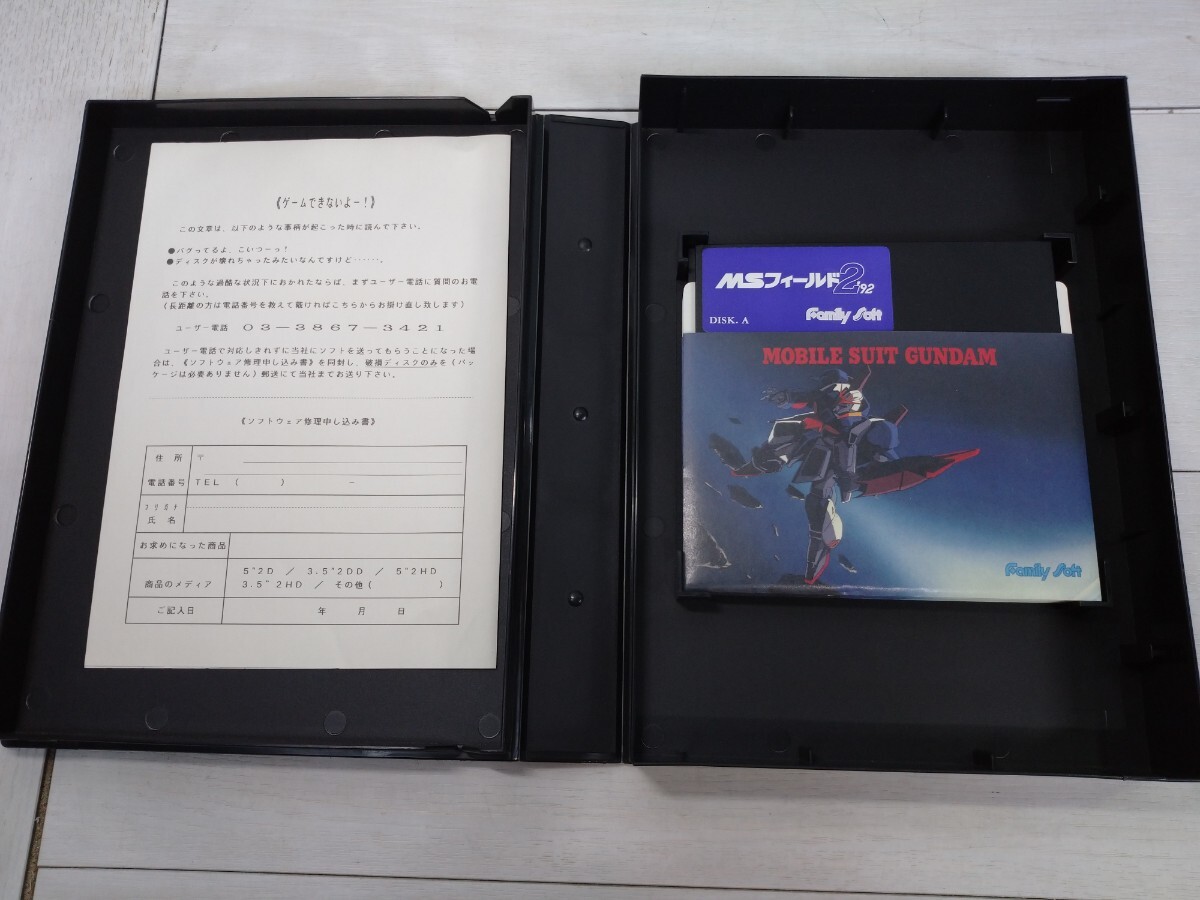 《ゲームできないよー！》
この文章は、以下のような事柄が起こった時に読んで下さい。
●バグってるよ、こいつーっ！
●ディスクが壊れちゃったみたいなんですけど……。
このような過酷な状況下におかれたならば、まずユーザー電話に質問のお電
話を下さい。
（長距離の方は電話番号を教えて戴ければこちらからお掛け直し致します）
ユーザー電話 ０３－３８６７－３４２１
ユーザー電話で対応しきれずに当社にソフトを送ってもらうことになった場
合は、《ソフトウェア修理申し込み書》を同封し、破損ディスクのみを（パッ
ケージは必要ありません）郵送にて当社までお送り下さい。
《ソフトウェア修理申し込み書》
住 所 〒
電話番号 ＴＥＬ （ ） －
フリガナ
氏 名
お求めになった商品
商品のメディア
５"２Ｄ ／ ３.５"２ＤＤ ／ ５"２ＨＤ
３.５"２ＨＤ ／ その他（ ）
ご記入日 年 月 日
MSフィールド2'92
DISK. A Family Soft
MOBILE SUIT GUNDAM
Family Soft